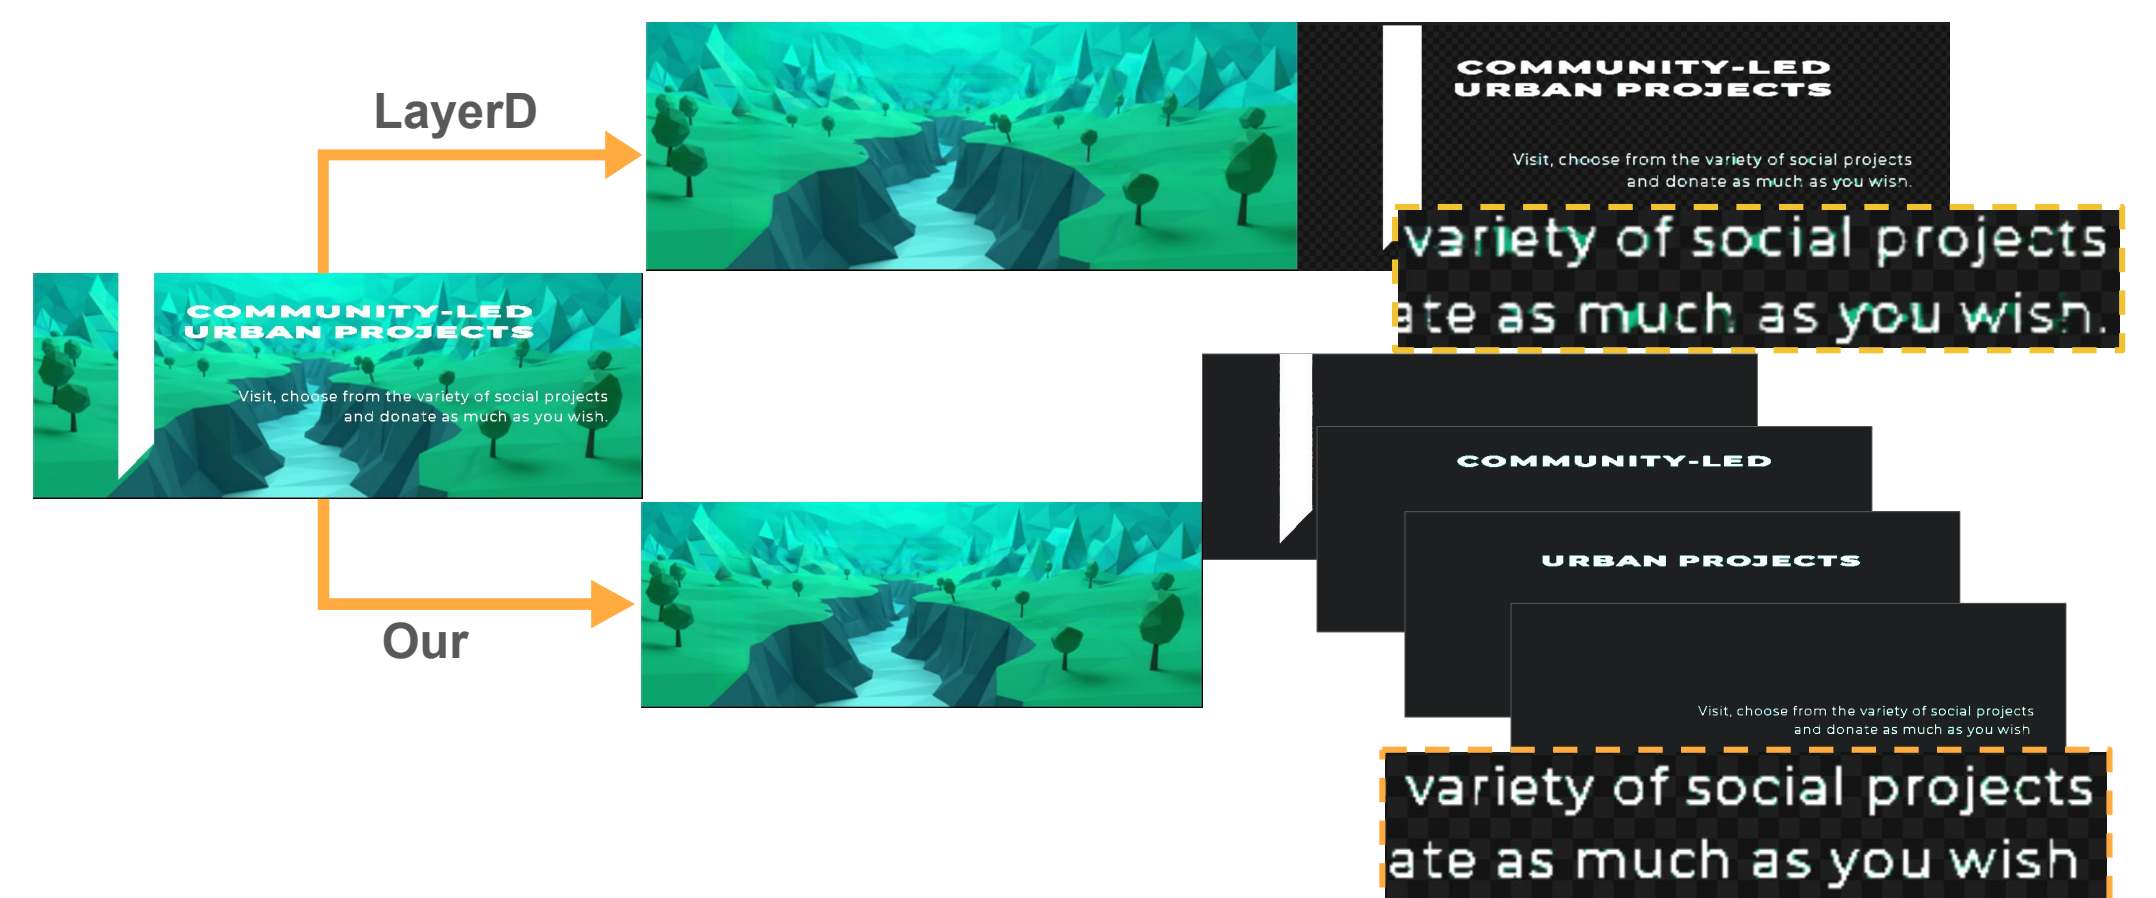 LayerD
COMMUNITY-LED
URBAN PROJECTS
Visit, choose from the variety of social projects
and donate as much as you wish.
variety of social projects
ate as much as you wish.
COMMUNITY-LED
URBAN PROJECTS
Visit, choose from the variety of social projects
and donate as much as you wish.
COMMUNITY-LED
URBAN PROJECTS
Our
Visit, choose from the variety of social projects
and donate as much as you wish
variety of social projects
ate as much as you wish